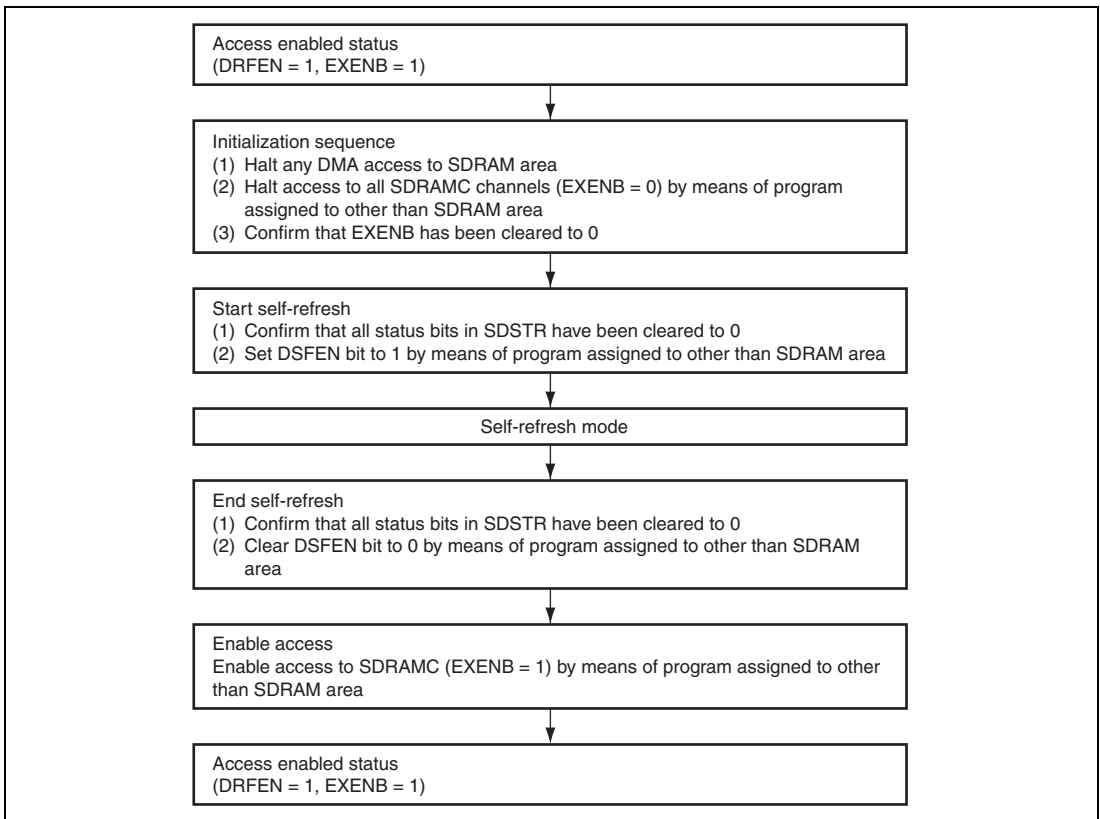 Access enabled status
(DRFEN = 1, EXENB = 1)
Initialization sequence
(1) Halt any DMA access to SDRAM area
(2) Halt access to all SDRAMC channels (EXENB = 0) by means of program
assigned to other than SDRAM area
(3) Confirm that EXENB has been cleared to 0
Start self-refresh
(1) Confirm that all status bits in SDSTR have been cleared to 0
(2) Set DSFEN bit to 1 by means of program assigned to other than SDRAM area
Self-refresh mode
End self-refresh
(1) Confirm that all status bits in SDSTR have been cleared to 0
(2) Clear DSFEN bit to 0 by means of program assigned to other than SDRAM
area
Enable access
Enable access to SDRAMC (EXENB = 1) by means of program assigned to other
than SDRAM area
Access enabled status
(DRFEN = 1, EXENB = 1)